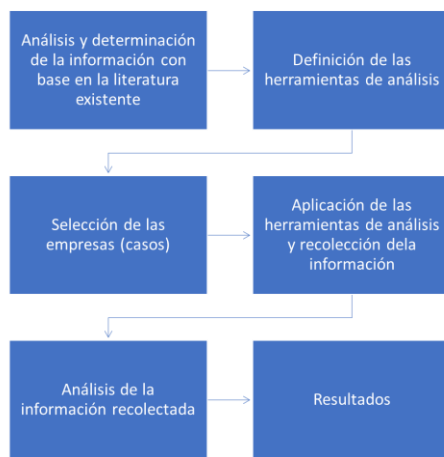 Análisis y determinación
de la información con
base en la literatura
existente
Definición de las
herramientas de análisis
Selección de las
empresas (casos)
Aplicación de las
herramientas de análisis
y recolección dela
información
Análisis de la
información recolectada
Resultados